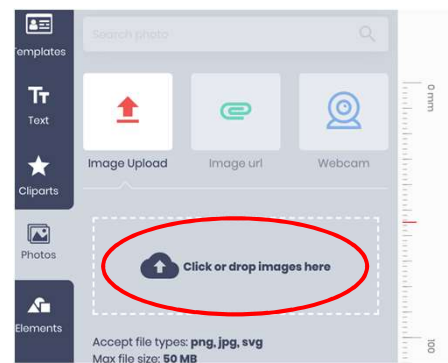 Templates
Search photo
Text
Image Upload
Image url
Webcam
Cliparts
Photos
Click or drop images here
Elements
Accept file types: png, jpg, svg
Max file size: 50 MB
0 mm
100